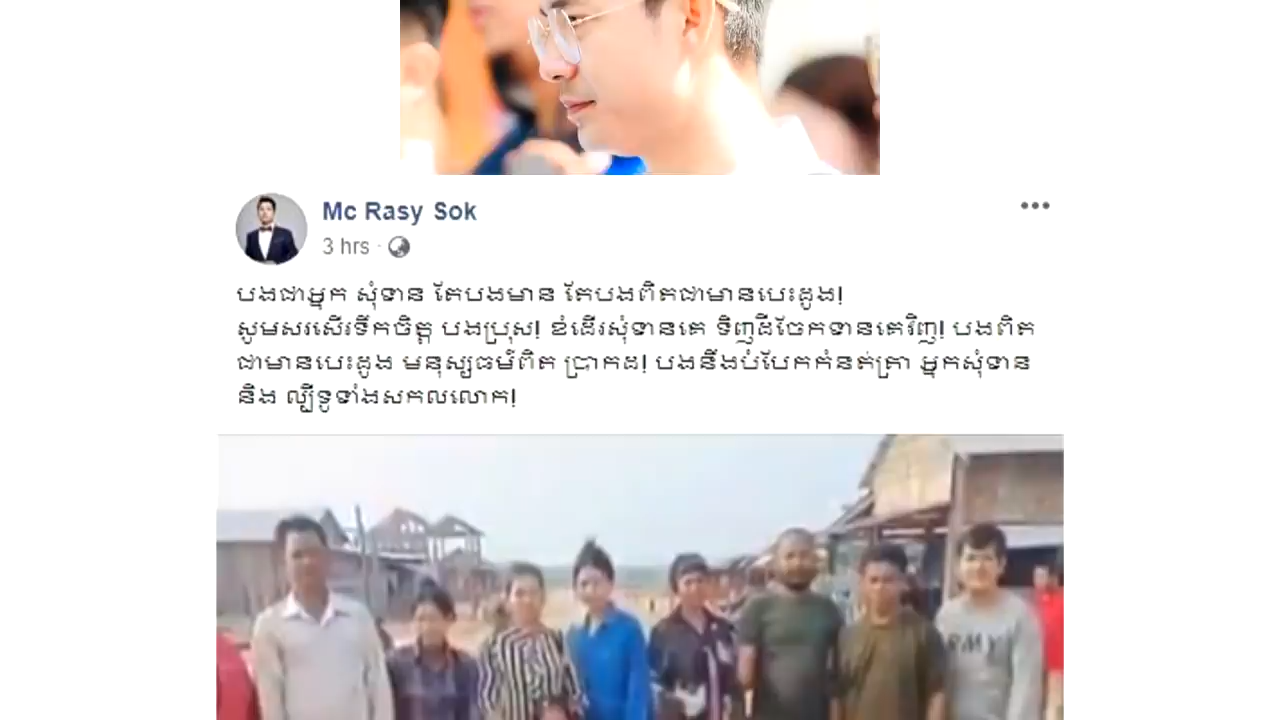 Mc Rasy Sok
3 hrs ·
បងជាអ្នក សុំទាន តែបងមាន តែបងពិតជាមានបេះដូង!
សូមសរសើរទឹកចិត្ត បងប្រុស! ខំដើរសុំទានគេ ទិញដីចែកទានគេវិញ! បងពិត
ជាមានបេះដូង មនុស្សធម៌ពិត ប្រាកដ! បងនឹងបំបែកកំនត់ត្រា អ្នកសុំទាន
និង ល្បីទូទាំងសកលលោក!
ARMY